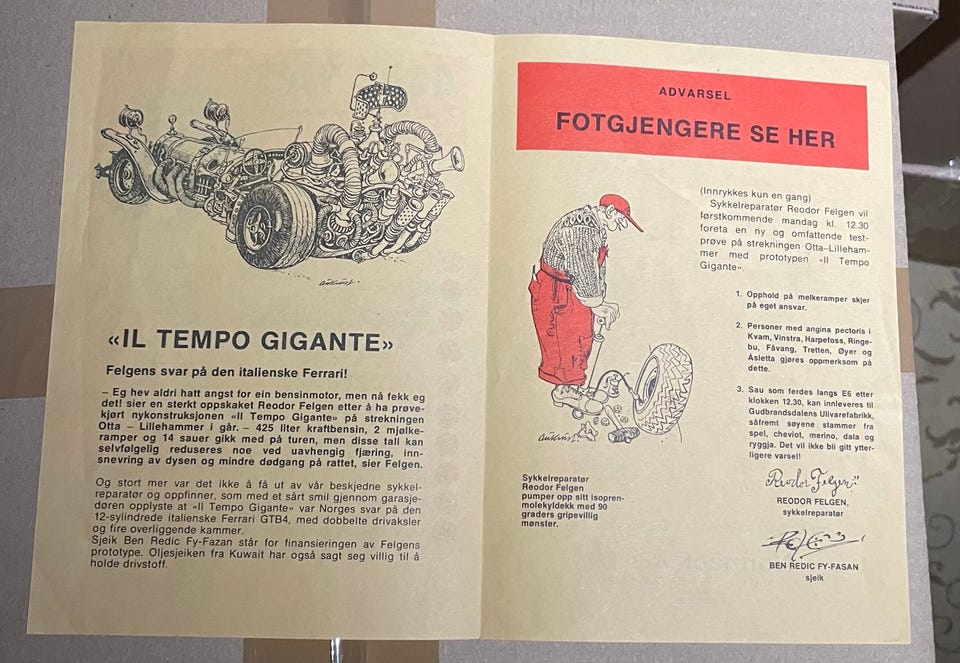 Aukrust.
«IL TEMPO GIGANTE»
Felgens svar på den italienske Ferrari!
– Eg hev aldri hatt angst for ein bensinmotor, men nå fekk eg
det! sier en sterkt oppskaket Reodor Felgen etter å ha prøve-
kjørt nykonstruksjonen «Il Tempo Gigante» på strekningen
Otta – Lillehammer i går. – 425 liter kraftbensin, 2 mjølke-
ramper og 14 sauer gikk med på turen, men disse tall kan
selvfølgelig reduseres noe ved uavhengig fjæring, inn-
snevring av dysen og mindre dødgang på rattet, sier Felgen.
Og stort mer var det ikke å få ut av vår beskjedne sykkel-
reparatør og oppfinner, som med et sårt smil gjennom garasje-
døren opplyste at «Il Tempo Gigante» var Norges svar på den
12-sylindrede italienske Ferrari GTB4, med dobbelte drivaksler
og fire overliggende kammer.
Sjeik Ben Redic Fy-Fazan står for finansieringen av Felgens
prototype. Oljesjeiken fra Kuwait har også sagt seg villig til å
holde drivstoff.
ADVARSEL
FOTGJENGERE SE HER
(Innrykkes kun en gang)
Sykkelreparatør Reodor Felgen vil
førstkommende mandag kl. 12.30
foreta en ny og omfattende test-
prøve på strekningen Otta–Lilleham-
mer med prototypen «Il Tempo
Gigante».
1. Opphold på melkeramper skjer
på eget ansvar.
2. Personer med angina pectoris i
Kvam, Vinstra, Harpefoss, Ringe-
bu, Fåvang, Tretten, Øyer og
Åsletta gjøres oppmerksom på
dette.
3. Sau som ferdes langs E6 etter
klokken 12.30, kan innleveres til
Gudbrandsdalens Ullvarefabrikk,
såfremt søyene stammer fra
spel, cheviot, merino, dala og
ryggja. Det vil ikke bli gitt ytter-
ligere varsel!
Aukrust
Sykkelreparatør
Reodor Felgen
pumper opp sitt isopren-
molekyldekk med 90
graders gripevillig
mønster.
Reodor Felgen
REODOR FELGEN,
sykkelreparatør
BEN REDIC FY-FASAN
sjeik